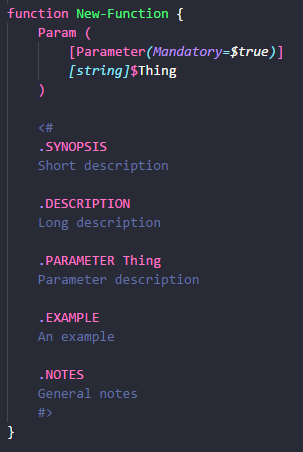 function New-Function {
    Param (
        [Parameter(Mandatory=$true)]
        [string]$Thing
    )

    <#
    .SYNOPSIS
    Short description

    .DESCRIPTION
    Long description

    .PARAMETER Thing
    Parameter description

    .EXAMPLE
    An example

    .NOTES
    General notes
    #>
}